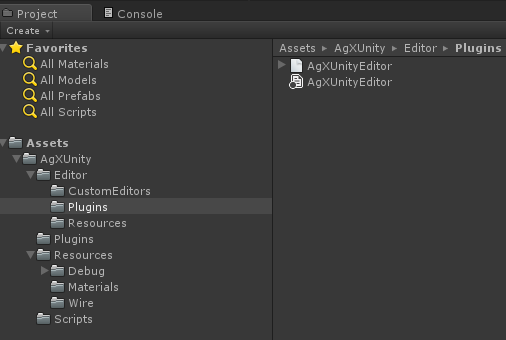 Project
Console
Create
Favorites
All Materials
All Models
All Prefabs
All Scripts
Assets
AgXUnity
Editor
CustomEditors
Plugins
Resources
Plugins
Resources
Debug
Materials
Wire
Scripts
Assets AgXUnity Editor Plugins
AgXUnityEditor
AgXUnityEditor